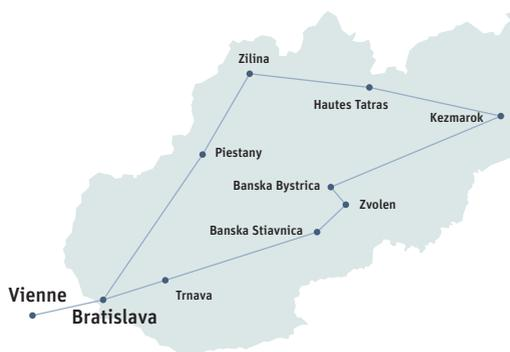 Zilina
Hautes Tatras
Kezmarok
Piestany
Banska Bystrica
Zvolen
Banska Stiavnica
Trnava
Vienne
Bratislava